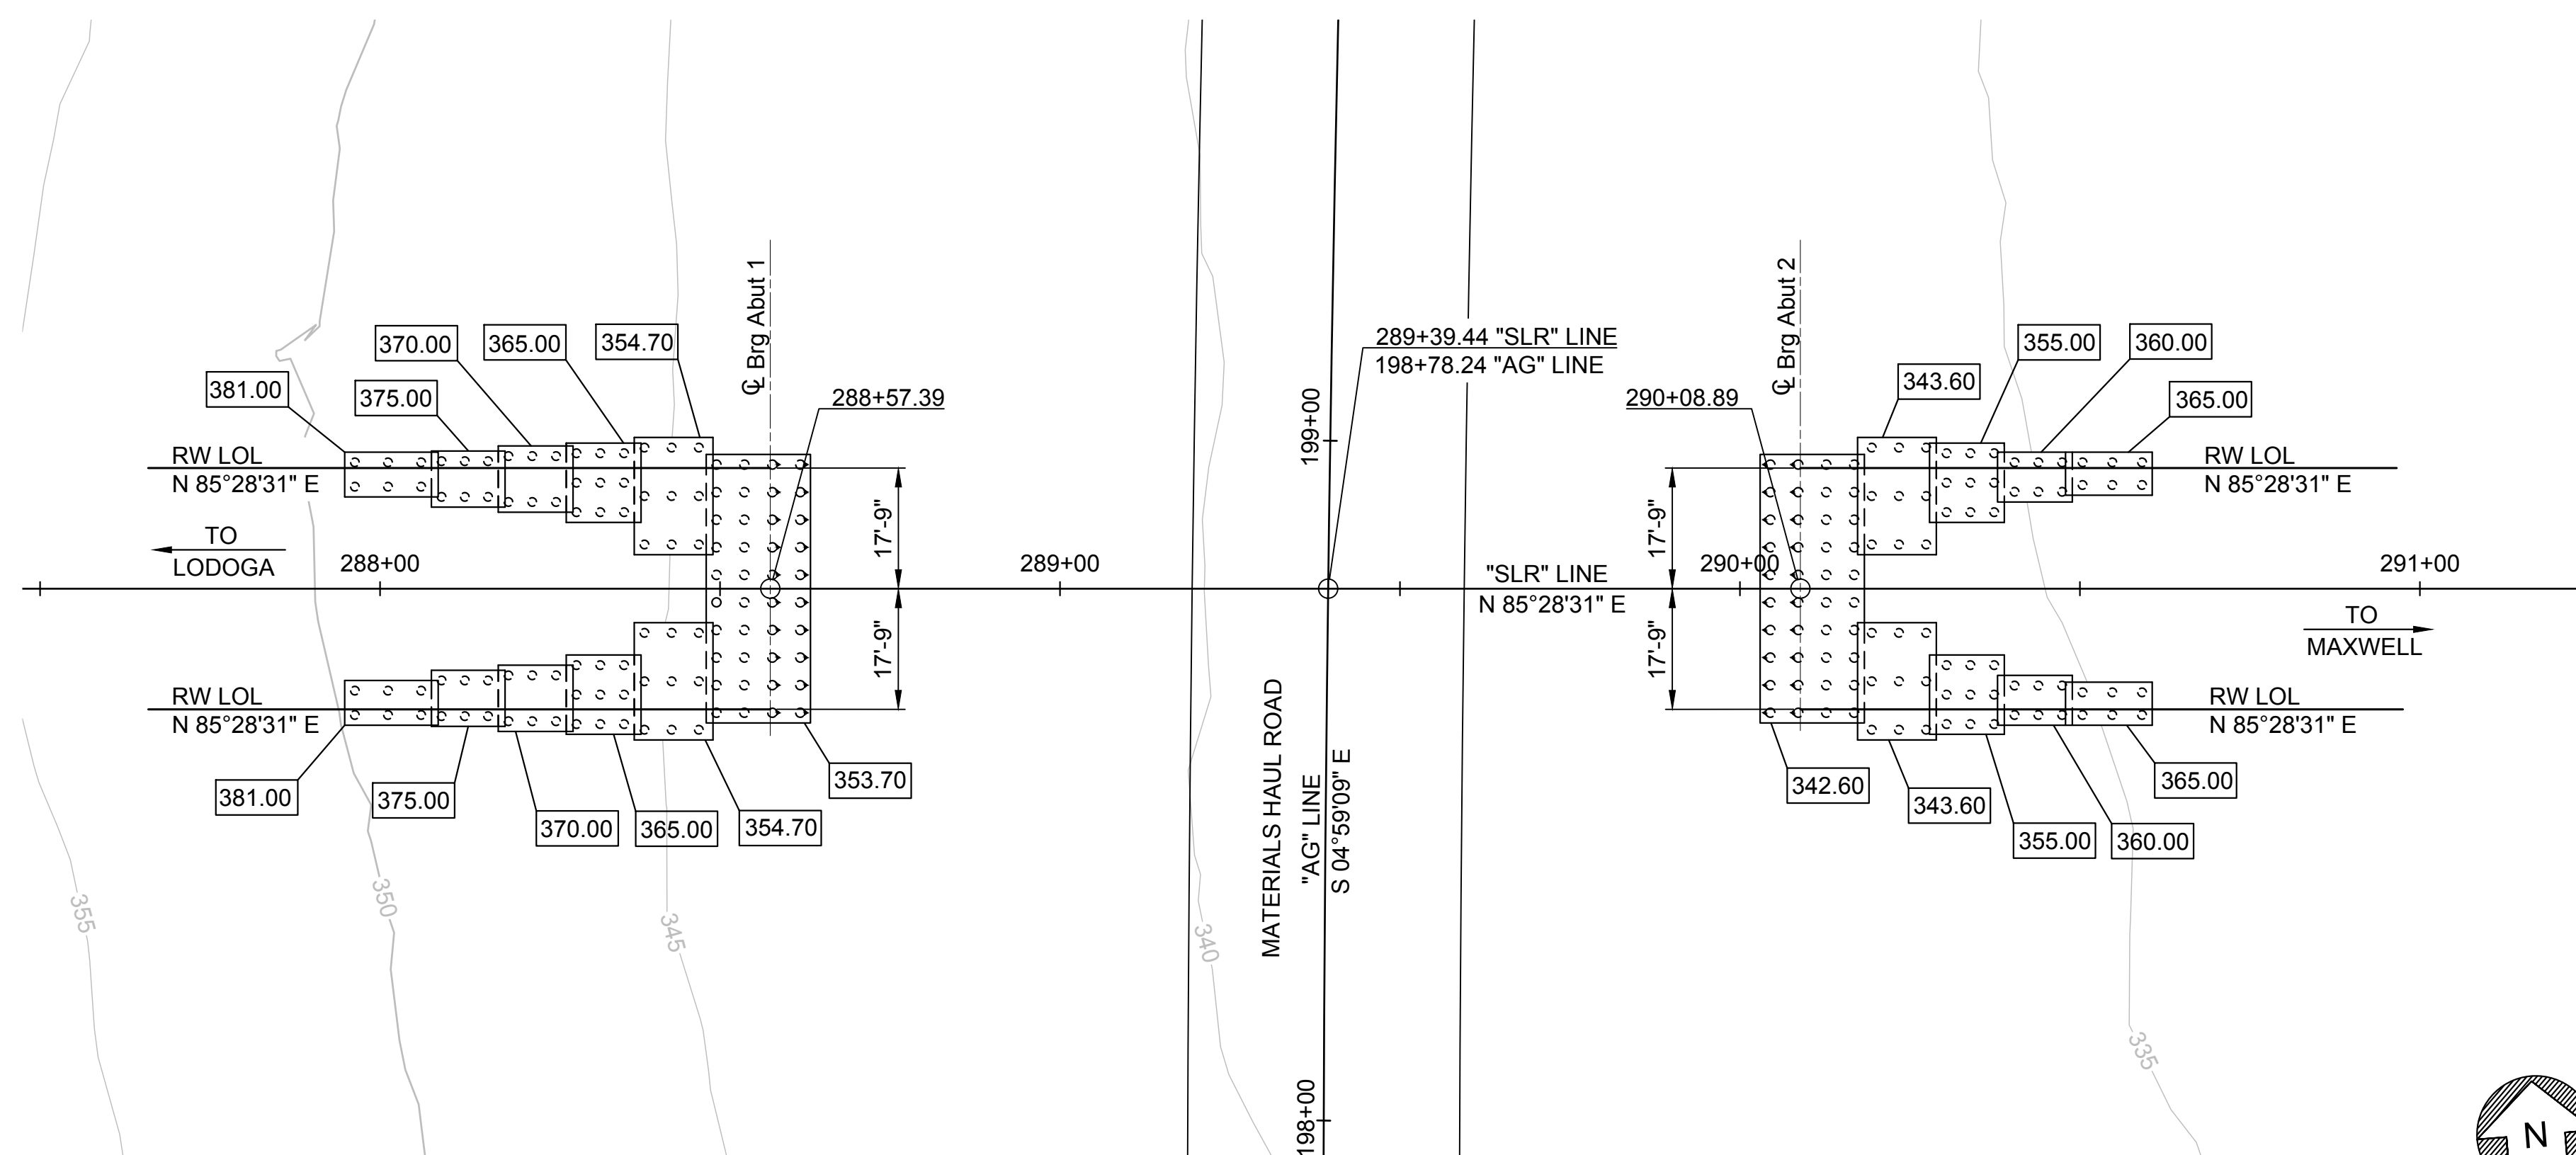 ℄ Brg Abut 1
℄ Brg Abut 2
289+39.44 "SLR" LINE
198+78.24 "AG" LINE
370.00
365.00
354.70
381.00
375.00
288+57.39
290+08.89
355.00
360.00
343.60
365.00
199+00
RW LOL
N 85°28'31" E
RW LOL
N 85°28'31" E
17'-9"
17'-9"
TO
LODOGA
288+00
289+00
"SLR" LINE
N 85°28'31" E
290+00
291+00
TO
MAXWELL
17'-9"
17'-9"
RW LOL
N 85°28'31" E
RW LOL
N 85°28'31" E
381.00
375.00
370.00
365.00
354.70
353.70
MATERIALS HAUL ROAD
"AG" LINE
S 04°59'09" E
342.60
343.60
355.00
360.00
365.00
355
350
345
340
335
198+00
N